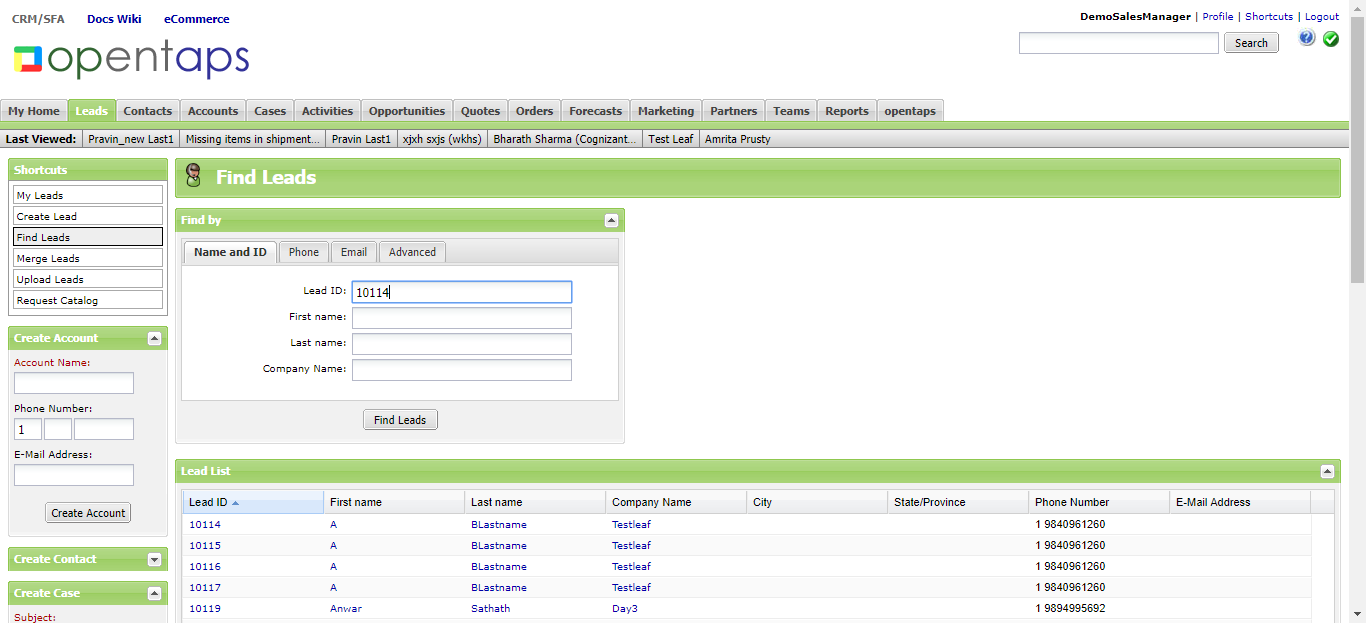 CRM/SFA Docs Wiki eCommerce
DemoSalesManager | Profile | Shortcuts | Logout
opentaps
Search
?
My Home Leads Contacts Accounts Cases Activities Opportunities Quotes Orders Forecasts Marketing Partners Teams Reports opentaps
Last Viewed: Pravin_new Last1 Missing items in shipment... Pravin Last1 xjxh sxjs (wkhs) Bharath Sharma (Cognizant... Test Leaf Amrita Prusty
Shortcuts
My Leads
Create Lead
Find Leads
Merge Leads
Upload Leads
Request Catalog
Create Account
Account Name:
Phone Number:
1
E-Mail Address:
Create Account
Create Contact
Create Case
Subject:
Find Leads
Find by
Name and ID Phone Email Advanced
Lead ID: 10114
First name:
Last name:
Company Name:
Find Leads
Lead List
Lead ID First name Last name Company Name City State/Province Phone Number E-Mail Address
10114 A BLastname Testleaf 1 9840961260
10115 A BLastname Testleaf 1 9840961260
10116 A BLastname Testleaf 1 9840961260
10117 A BLastname Testleaf 1 9840961260
10119 Anwar Sathath Day3 1 9894995692